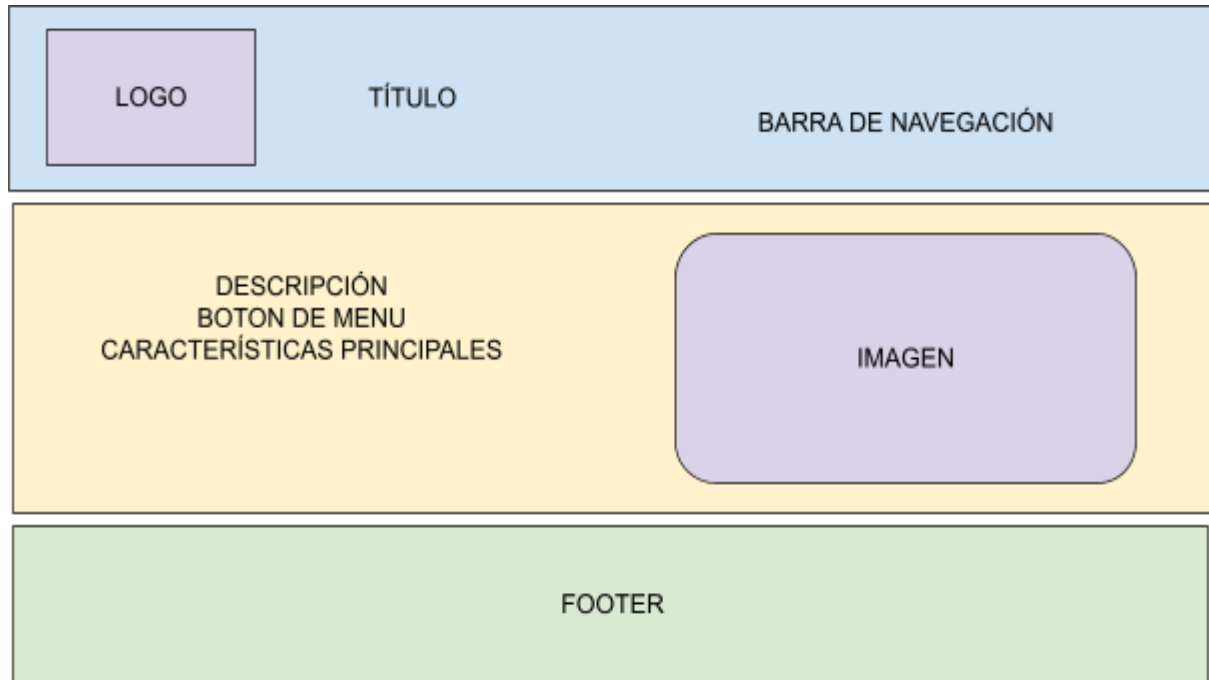 LOGO
TÍTULO
BARRA DE NAVEGACIÓN
DESCRIPCIÓN
BOTON DE MENU
CARACTERÍSTICAS PRINCIPALES
IMAGEN
FOOTER